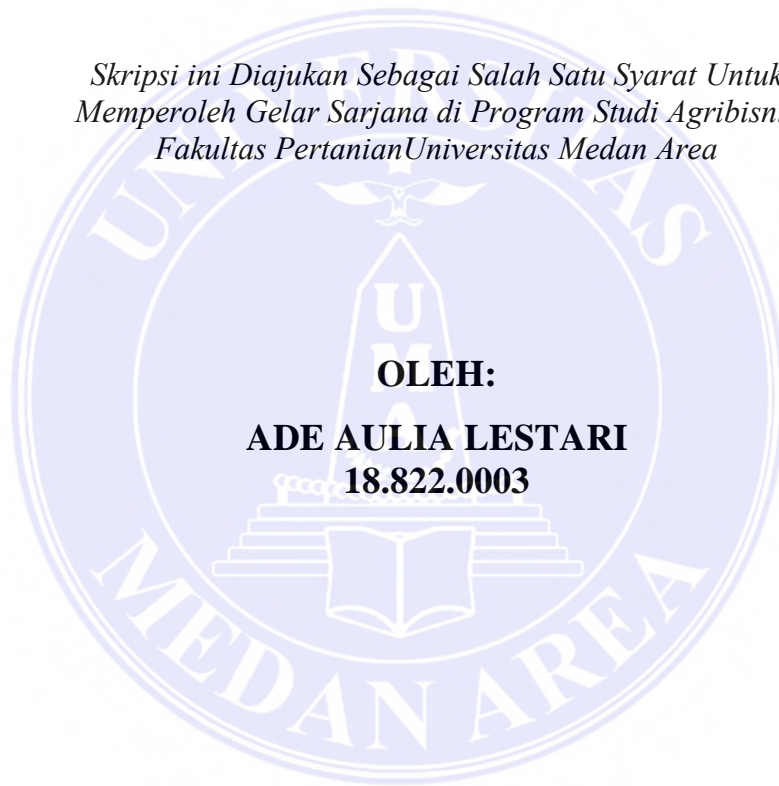 Skripsi ini Diajukan Sebagai Salah Satu Syarat Untuk
Memperoleh Gelar Sarjana di Program Studi
Fakultas PertanianUniversitas Medan Area
UNIVERSITAS
UMA
OLEH:
ADE AULIA LESTARI
18.822.0003
MEDAN AREA